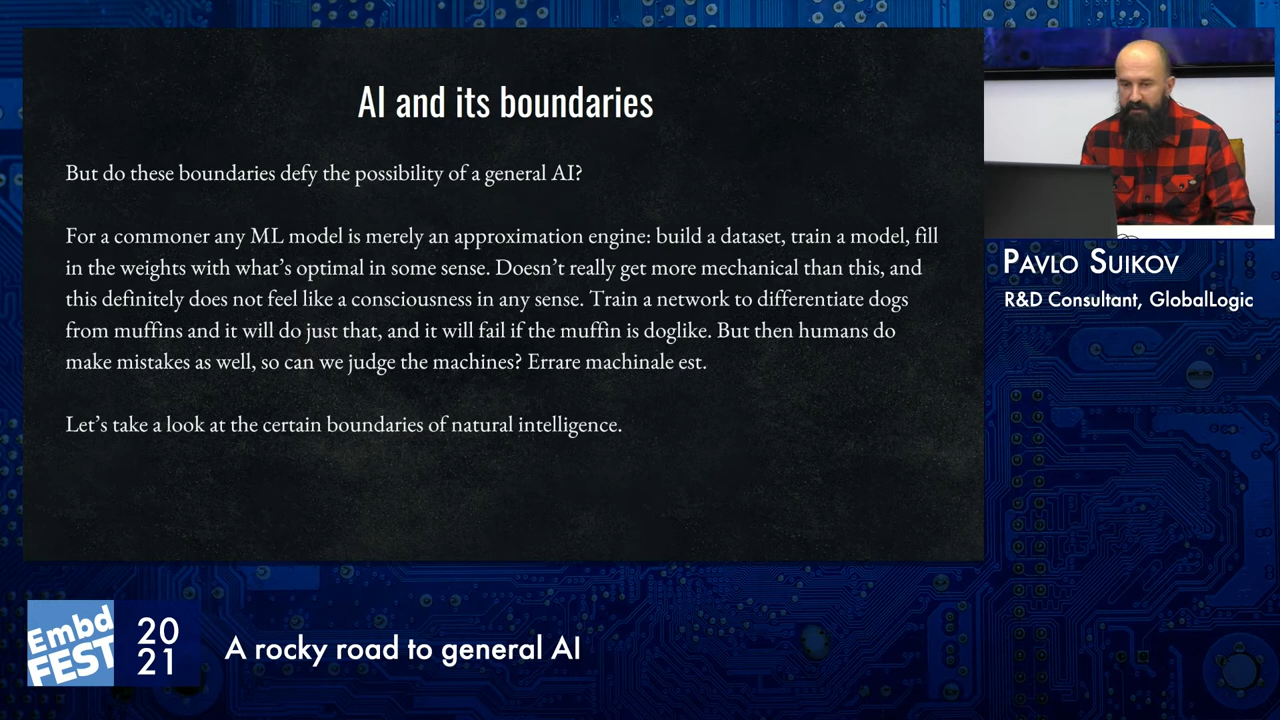 AI and its boundaries
But do these boundaries defy the possibility of a general AI?
For a commoner any ML model is merely an approximation engine: build a dataset, train a model, fill
in the weights with what’s optimal in some sense. Doesn’t really get more mechanical than this, and
this definitely does not feel like a consciousness in any sense. Train a network to differentiate dogs
from muffins and it will do just that, and it will fail if the muffin is doglike. But then humans do
make mistakes as well, so can we judge the machines? Errare machinale est.
Let’s take a look at the certain boundaries of natural intelligence.
Pavlo Suikov
R&D Consultant, GlobalLogic
Embd
FEST
20
21
A rocky road to general AI